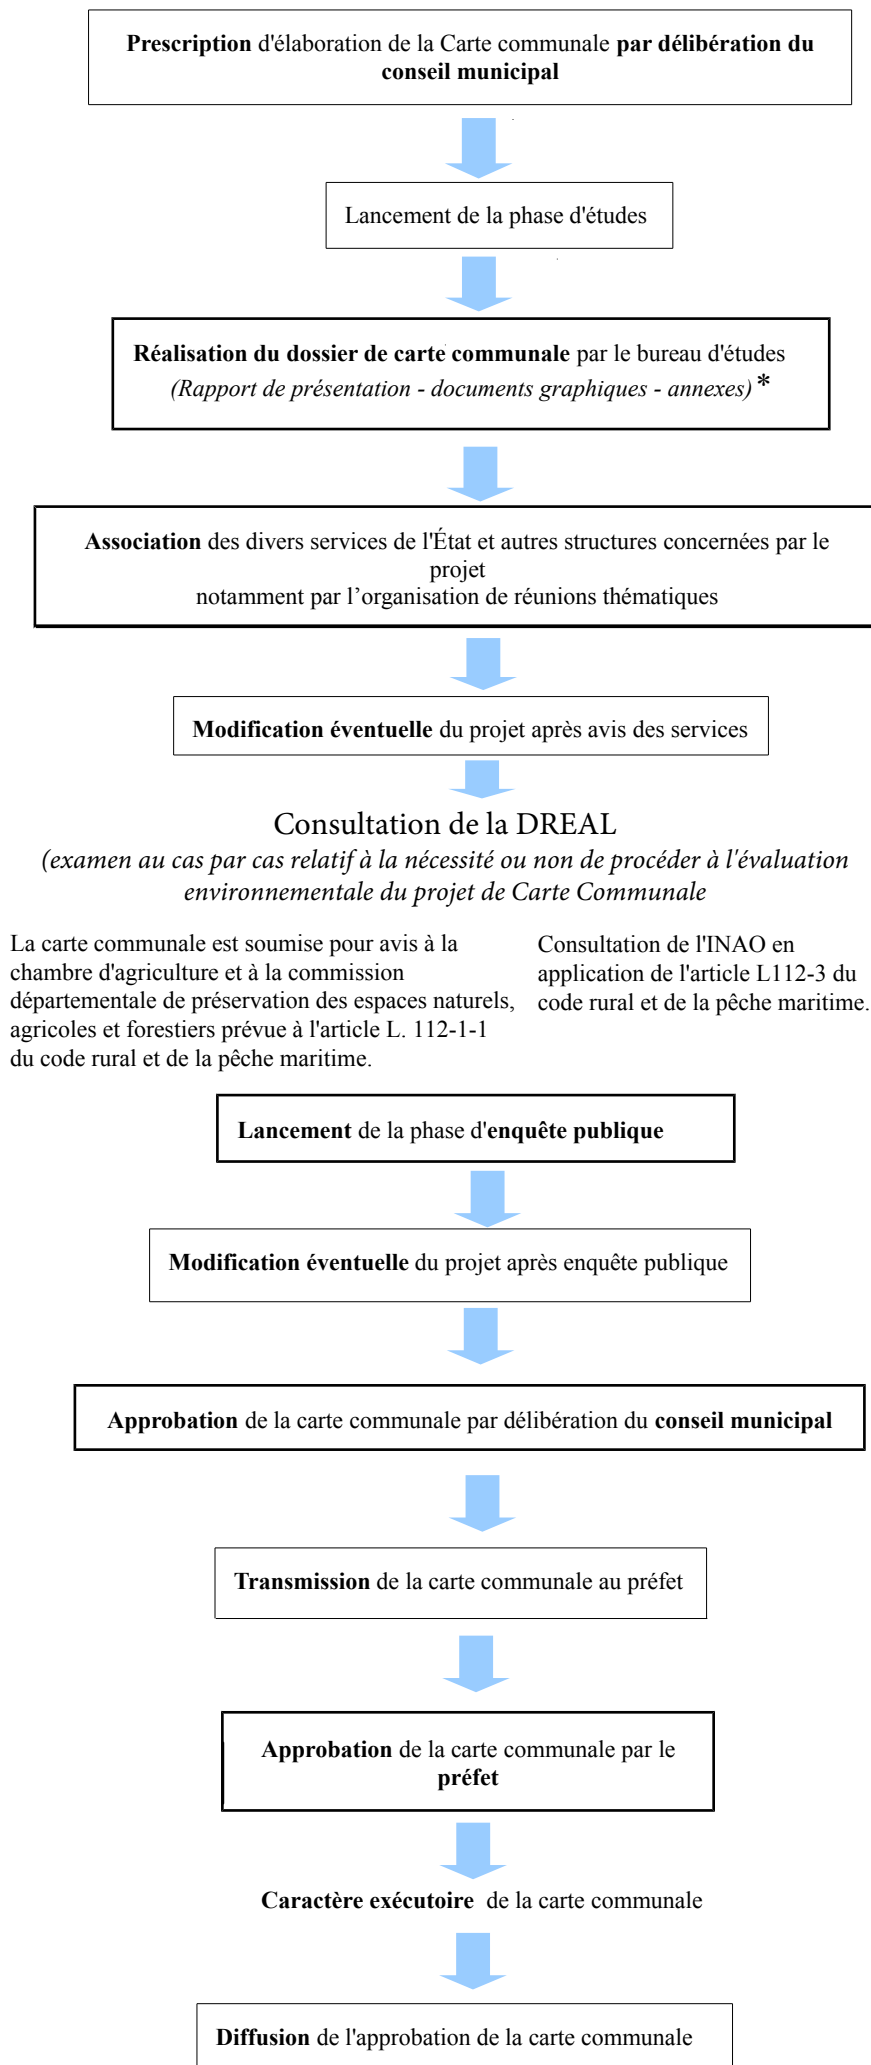 Prescription d'élaboration de la Carte communale par délibération du
conseil municipal
Lancement de la phase d'études
Réalisation du dossier de carte communale par le bureau d'études
(Rapport de présentation - documents graphiques - annexes) *
Association des divers services de l'État et autres structures concernées par le
projet
notamment par l’organisation de réunions thématiques
Modification éventuelle du projet après avis des services
Consultation de la DREAL
(examen au cas par cas relatif à la nécessité ou non de procéder à l'évaluation
environnementale du projet de Carte Communale
La carte communale est soumise pour avis à la
chambre d'agriculture et à la commission
départementale de préservation des espaces naturels,
agricoles et forestiers prévue à l'article L. 112-1-1
du code rural et de la pêche maritime.
Consultation de l'INAO en
application de l'article L112-3 du
code rural et de la pêche maritime.
Lancement de la phase d'enquête publique
Modification éventuelle du projet après enquête publique
Approbation de la carte communale par délibération du conseil municipal
Transmission de la carte communale au préfet
Approbation de la carte communale par le
préfet
Caractère exécutoire de la carte communale
Diffusion de l'approbation de la carte communale